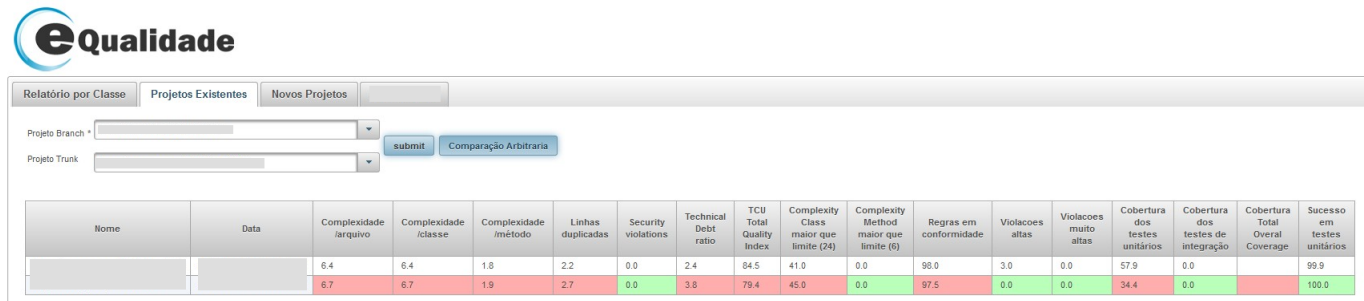 eQualidade
Relatório por Classe Projetos Existentes Novos Projetos
Projeto Branch *
submit Comparação Arbitraria
Projeto Trunk
Nome Data Complexidade /arquivo Complexidade /classe Complexidade /método Linhas duplicadas Security violations Technical Debt ratio TCU Total Quality Index Complexity Class maior que limite (24) Complexity Method maior que limite (6) Regras em conformidade Violacoes altas Violacoes muito altas Cobertura dos testes unitários Cobertura dos testes de integração Cobertura Total Overal Coverage Sucesso em testes unitários
6.4 6.4 1.8 2.2 0.0 2.4 84.5 41.0 0.0 98.0 3.0 0.0 57.9 0.0 99.9
6.7 6.7 1.9 2.7 0.0 3.8 79.4 45.0 0.0 97.5 0.0 0.0 34.4 0.0 100.0